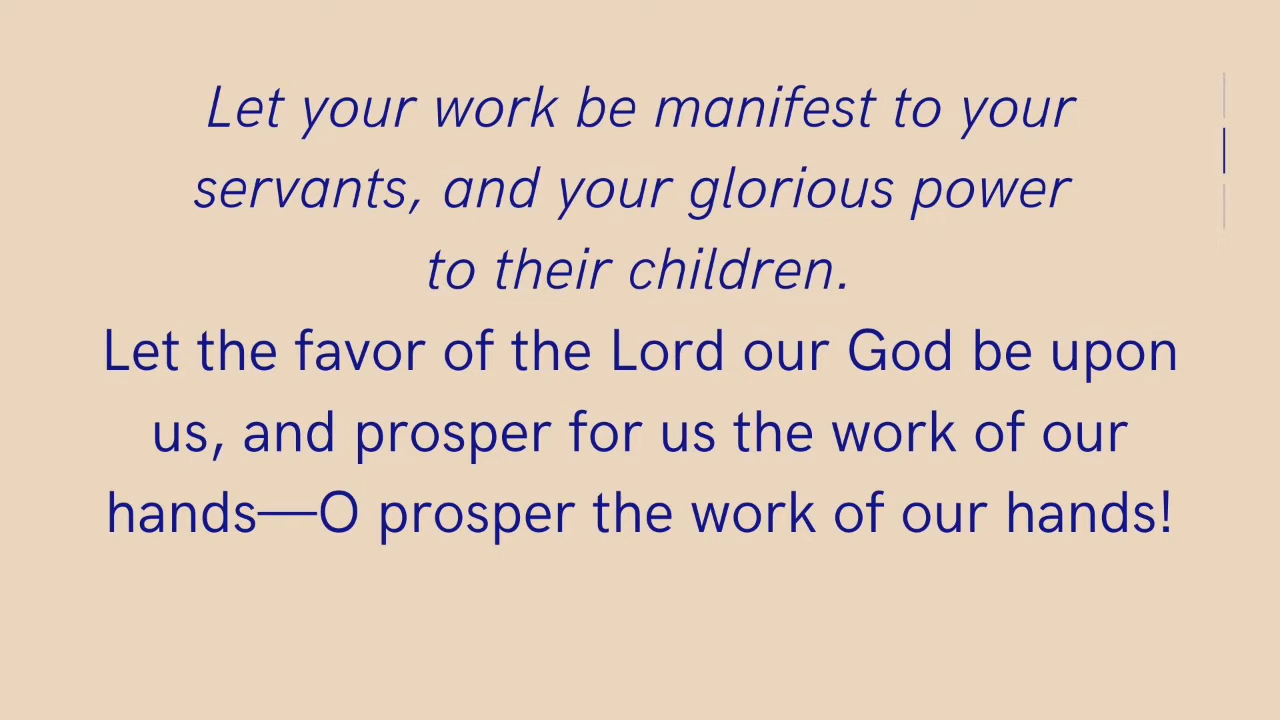 Let your work be manifest to your
servants, and your glorious power
to their children.
Let the favor of the Lord our God be upon
us, and prosper for us the work of our
hands—O prosper the work of our hands!